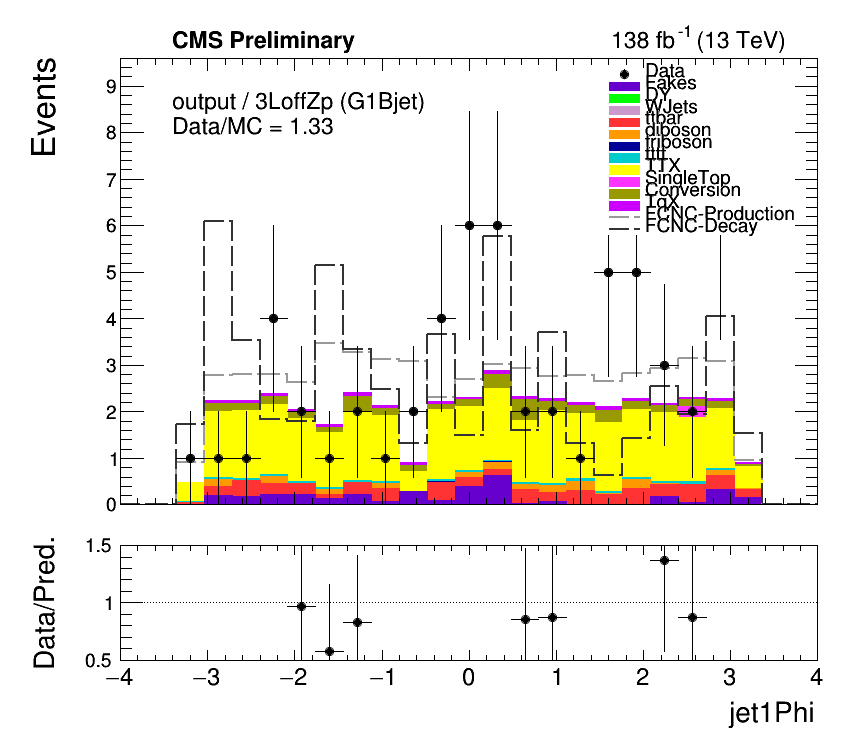 CMS Preliminary
138 fb-1 (13 TeV)
Events
output / 3LoffZp (G1Bjet)
Data/MC = 1.33
Data
Fakes
DY
WJets
ttbar
diboson
triboson
tttt
TTX
SingleTop
Conversion
TqX
FCNC-Production
FCNC-Decay
9
8
7
6
5
4
3
2
1
0
Data/Pred.
1.5
1
0.5
−4 −3 −2 −1 0 1 2 3 4
jet1Phi